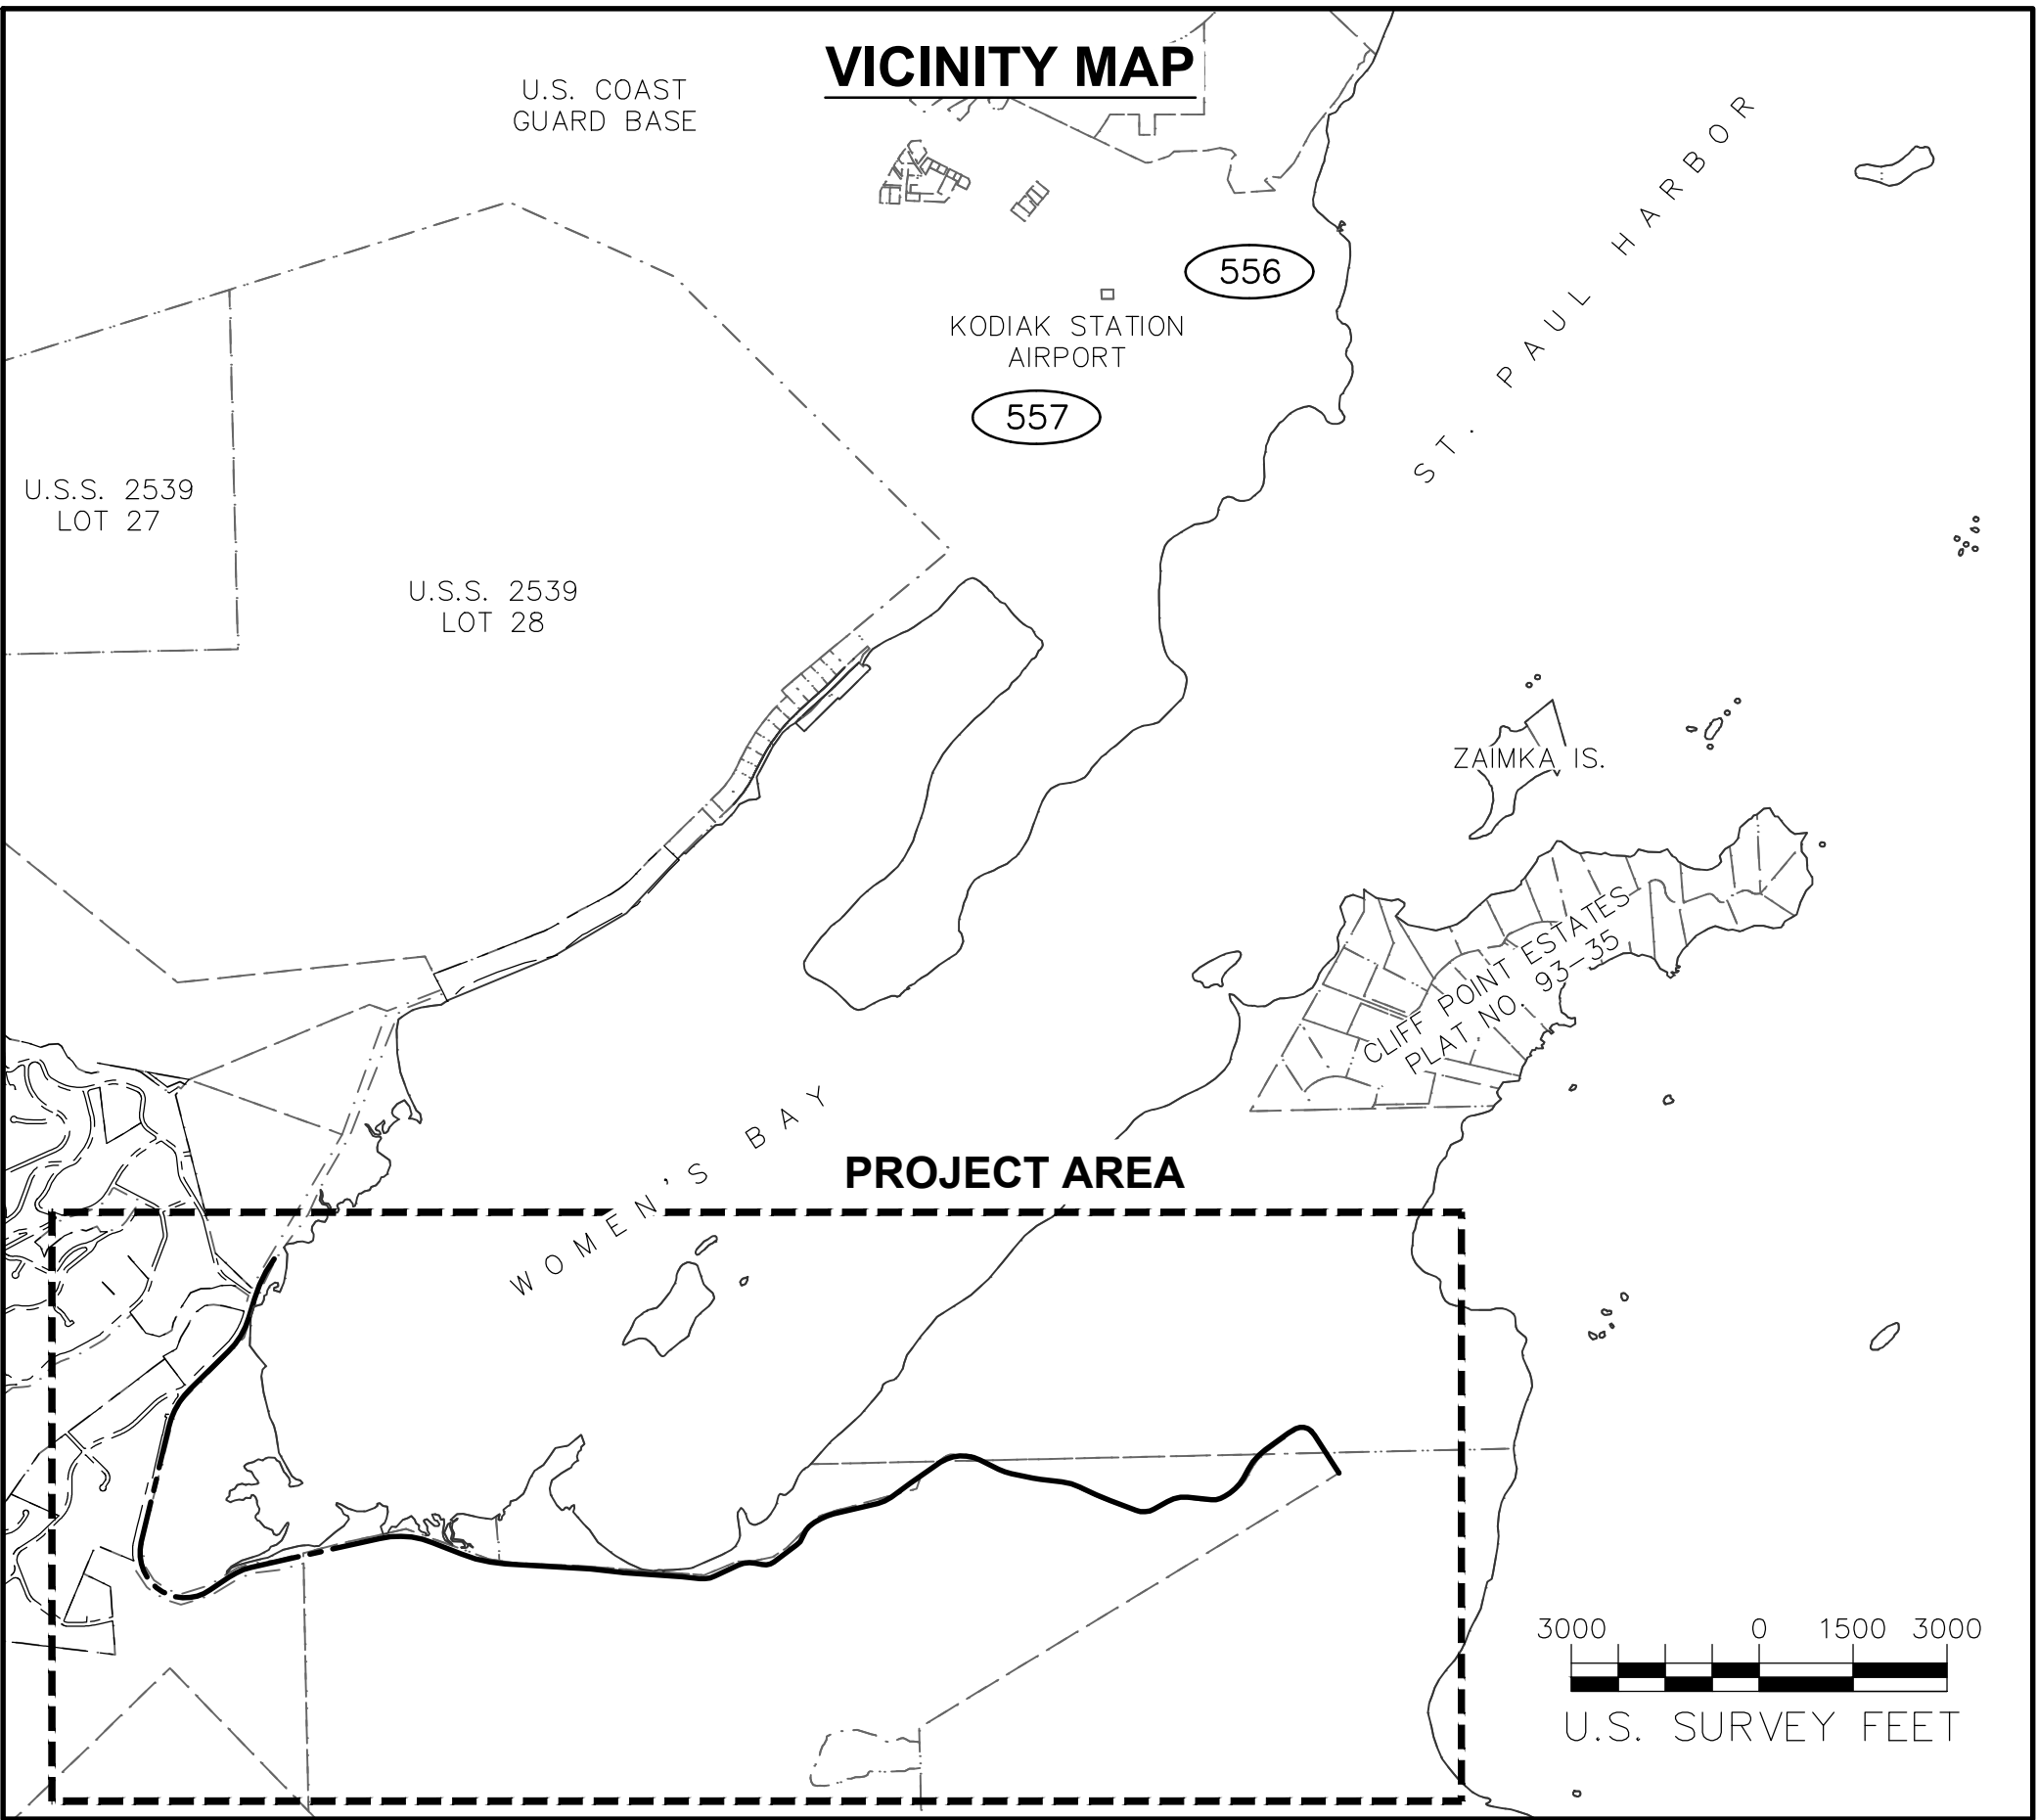 VICINITY MAP
U.S. COAST
GUARD BASE
556
KODIAK STATION
AIRPORT
557
ST. PAUL HARBOR
U.S.S. 2539
LOT 27
U.S.S. 2539
LOT 28
ZAIMKA IS.
CLIFF POINT ESTATES
PLAT NO. 93-35
WOMEN'S BAY
PROJECT AREA
3000 0 1500 3000
U.S. SURVEY FEET